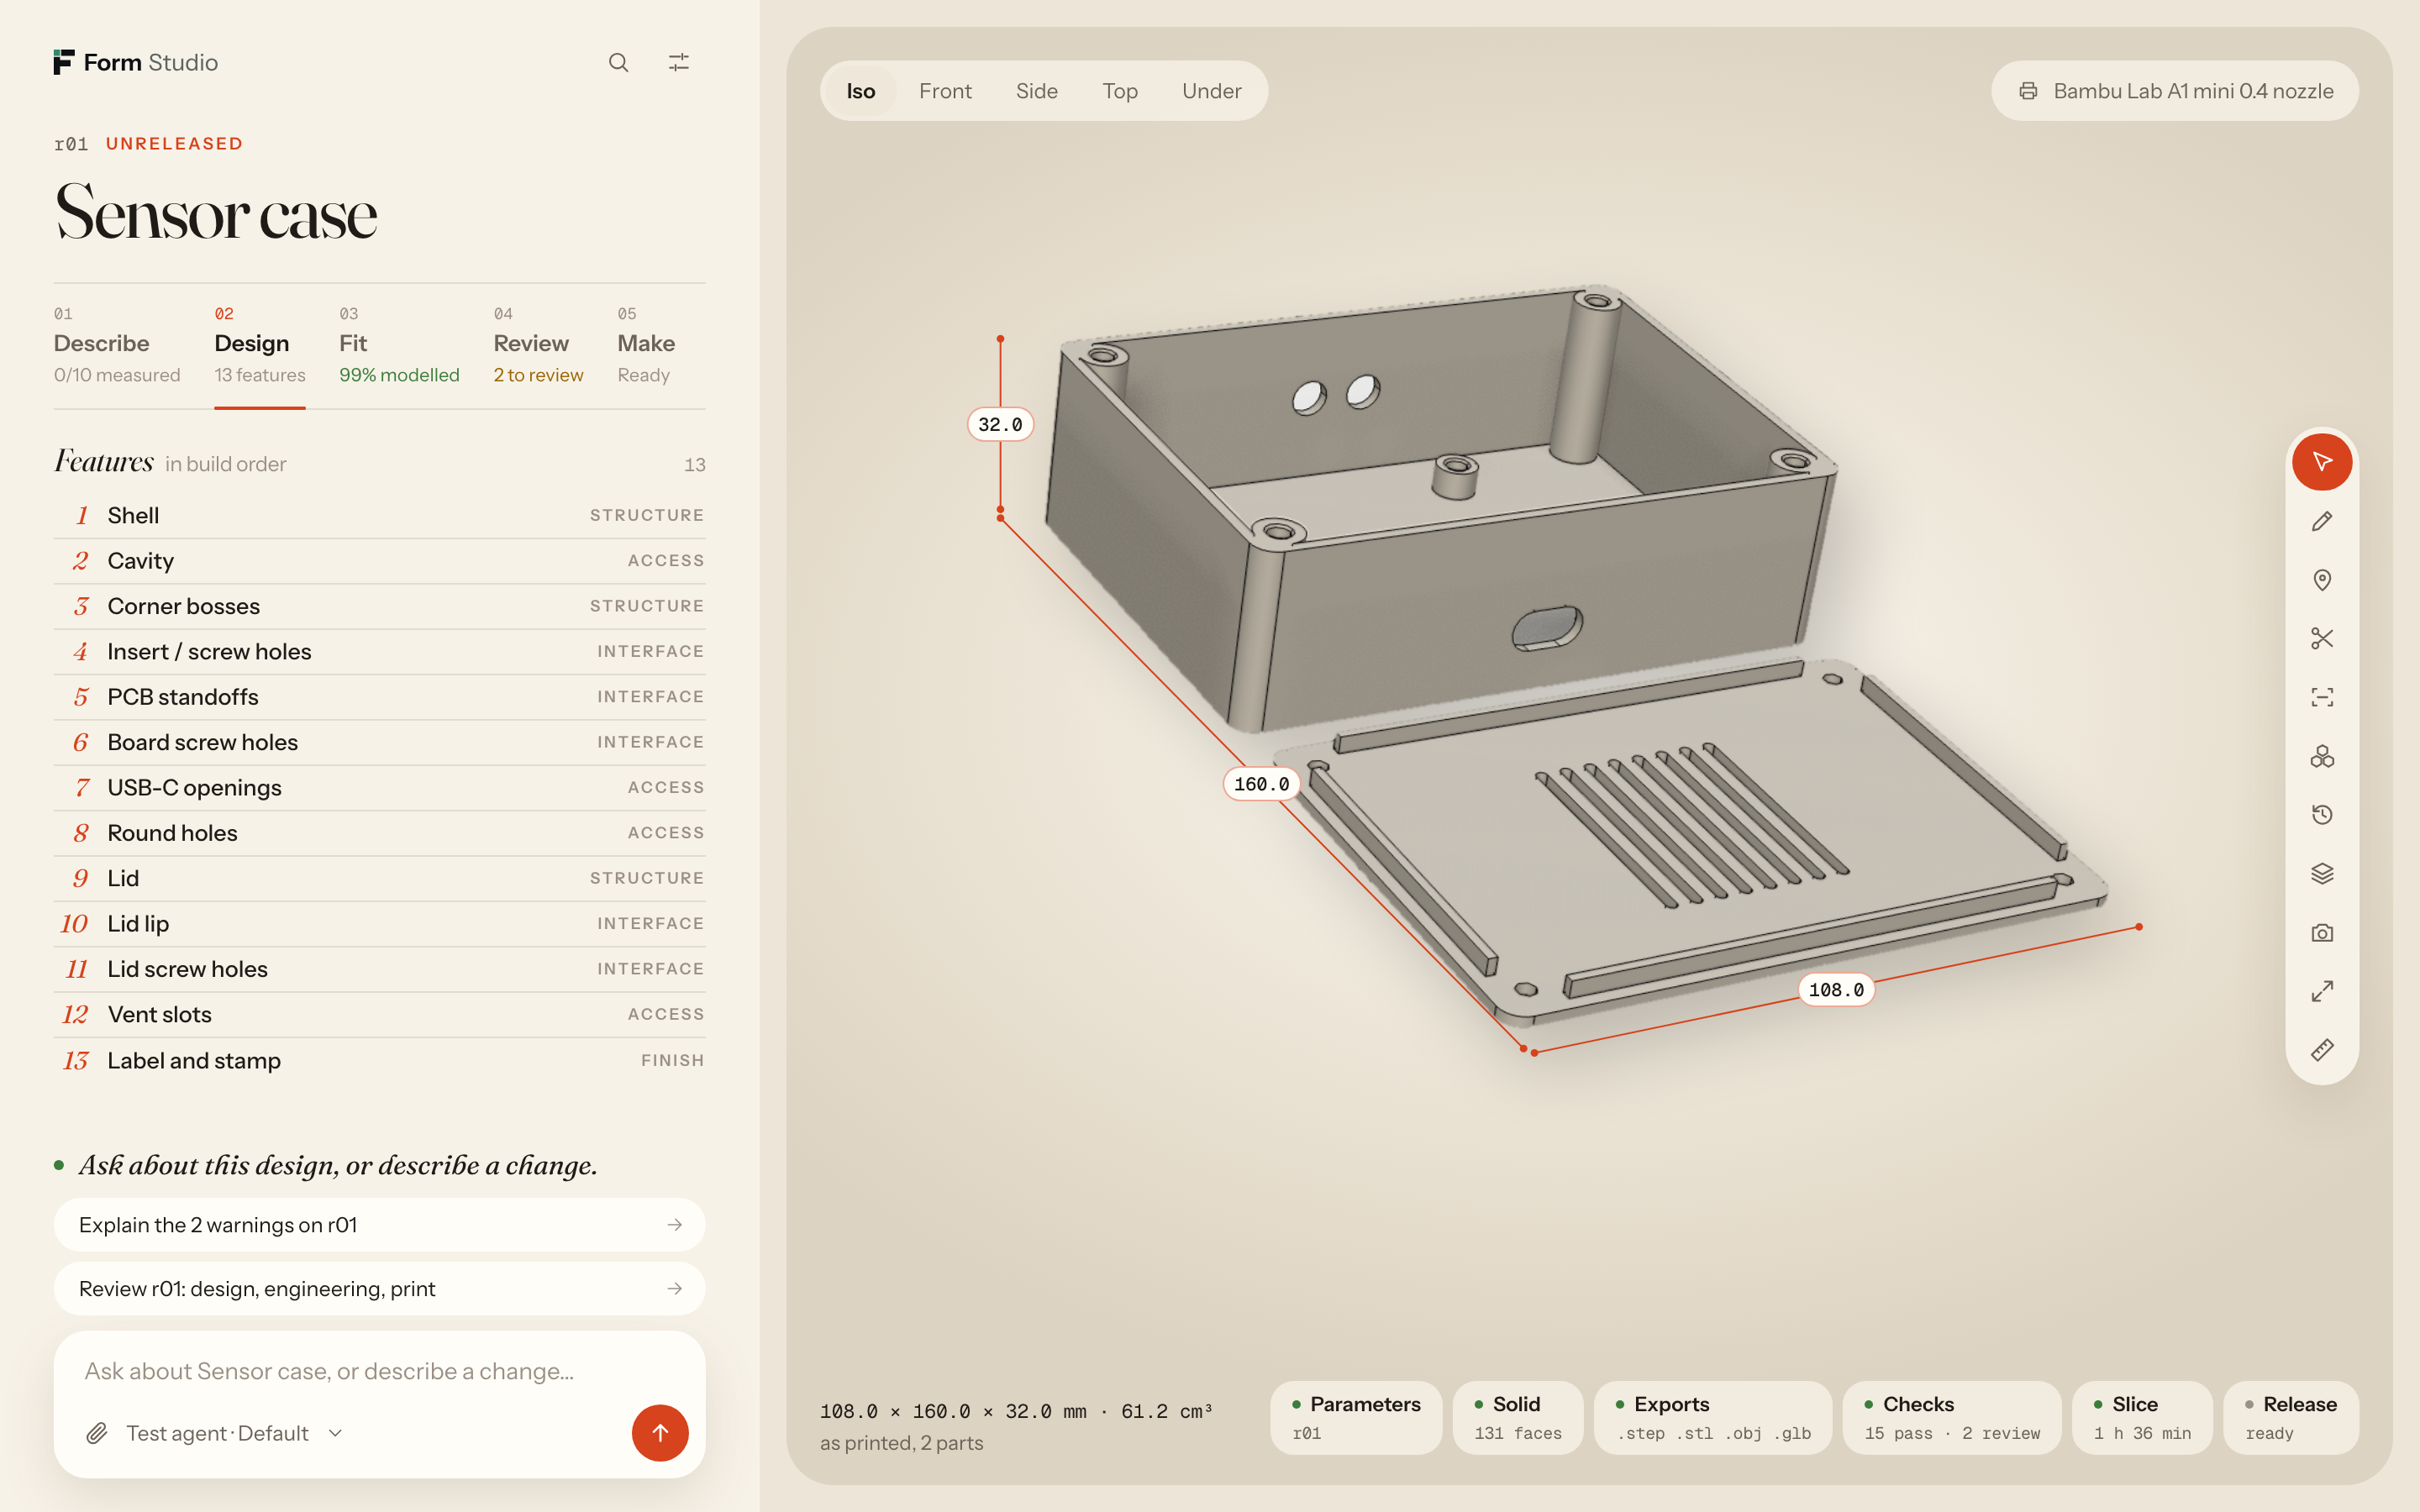 Form Studio
r01 UNRELEASED
Sensor case
01
Describe
0/10 measured
02
Design
13 features
03
Fit
99% modelled
04
Review
2 to review
05
Make
Ready
Features in build order 13
1 Shell STRUCTURE
2 Cavity ACCESS
3 Corner bosses STRUCTURE
4 Insert / screw holes INTERFACE
5 PCB standoffs INTERFACE
6 Board screw holes INTERFACE
7 USB-C openings ACCESS
8 Round holes ACCESS
9 Lid STRUCTURE
10 Lid lip INTERFACE
11 Lid screw holes INTERFACE
12 Vent slots ACCESS
13 Label and stamp FINISH
Ask about this design, or describe a change.
Explain the 2 warnings on r01
Review r01: design, engineering, print
Ask about Sensor case, or describe a change...
Test agent · Default
Iso Front Side Top Under
Bambu Lab A1 mini 0.4 nozzle
32.0
160.0
108.0
108.0 × 160.0 × 32.0 mm · 61.2 cm³
as printed, 2 parts
Parameters
r01
Solid
131 faces
Exports
.step .stl .obj .glb
Checks
15 pass · 2 review
Slice
1 h 36 min
Release
ready